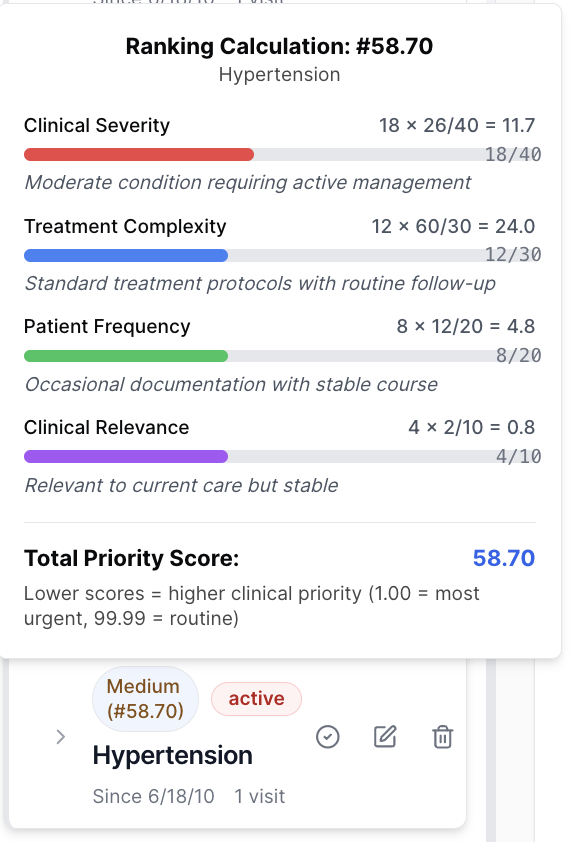 Ranking Calculation: #58.70
Hypertension
Clinical Severity 18 × 26/40 = 11.7
18/40
Moderate condition requiring active management
Treatment Complexity 12 × 60/30 = 24.0
12/30
Standard treatment protocols with routine follow-up
Patient Frequency 8 × 12/20 = 4.8
8/20
Occasional documentation with stable course
Clinical Relevance 4 × 2/10 = 0.8
4/10
Relevant to current care but stable
Total Priority Score: 58.70
Lower scores = higher clinical priority (1.00 = most
urgent, 99.99 = routine)
Medium
(#58.70)
active
Hypertension
Since 6/18/10 1 visit